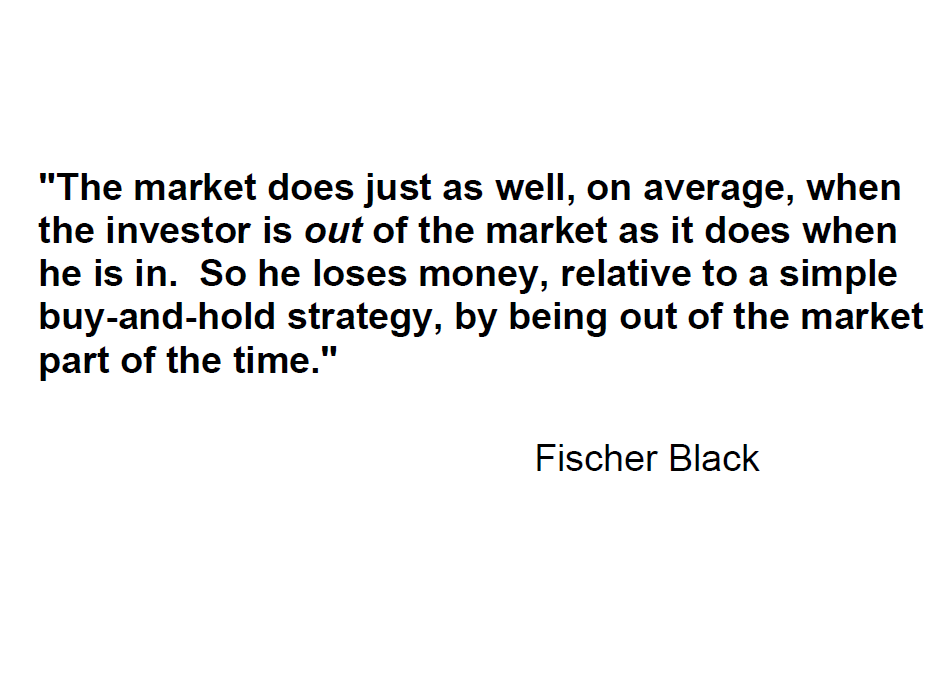 "The market does just as well, on average, when
the investor is out of the market as it does when
he is in.  So he loses money, relative to a simple
buy-and-hold strategy, by being out of the market
part of the time."
Fischer Black